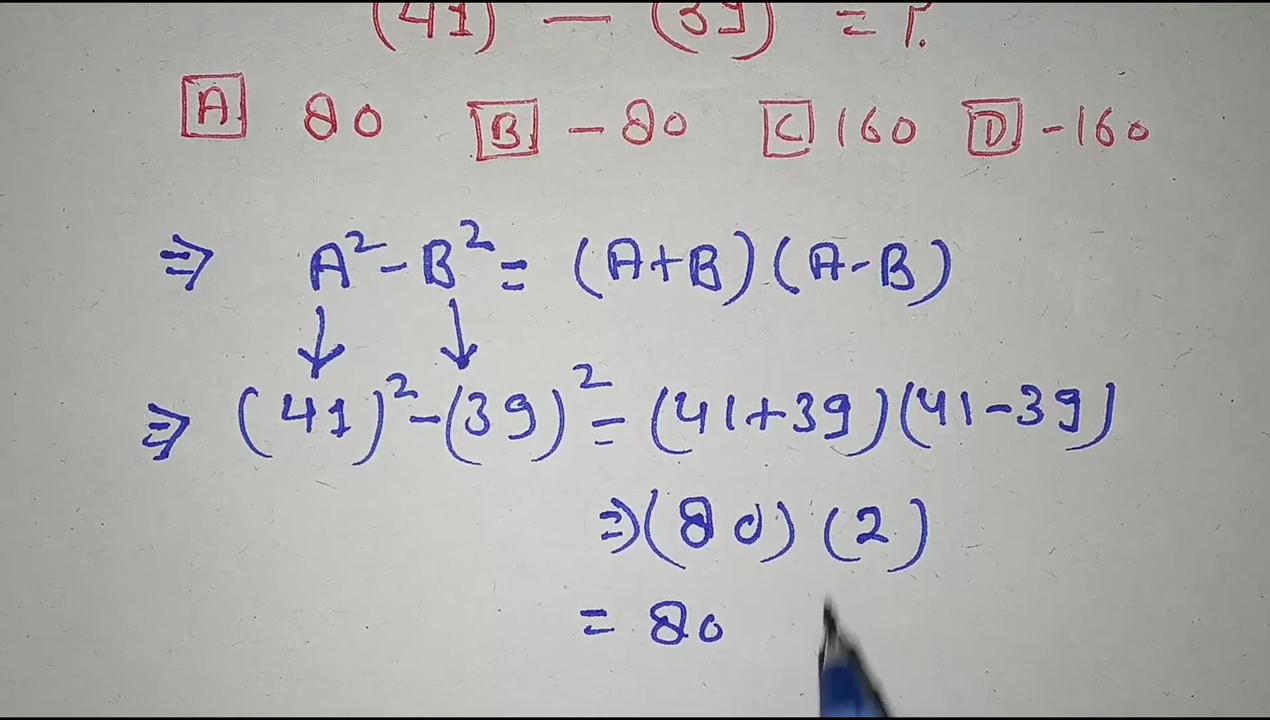 (41) — (39) = ?
A 80 B -80 C 160 D -160
⇒ A² - B² = (A+B)(A-B)
↓ ↓
⇒ (41)² - (39)² = (41+39)(41-39)
⇒ (80) (2)
= 80